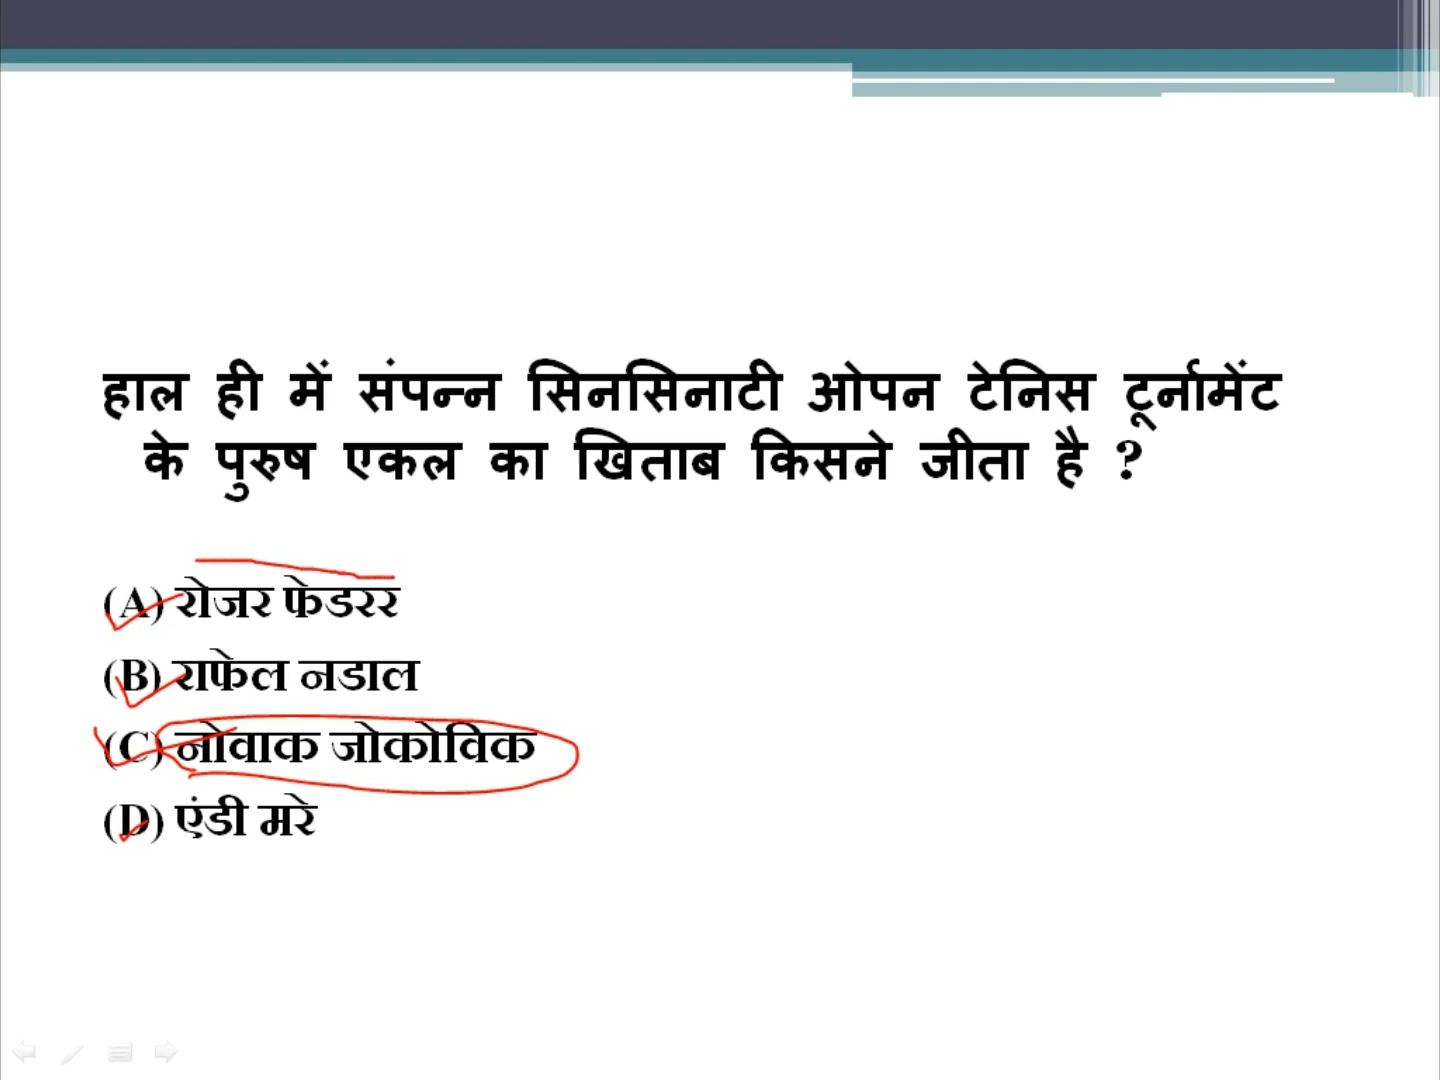 हाल ही में संपन्न सिनसिनाटी ओपन टेनिस टूर्नामेंट
के पुरुष एकल का खिताब किसने जीता है ?
(A) रोजर फेडरर
(B) राफेल नडाल
(C) नोवाक जोकोविक
(D) एंडी मरे